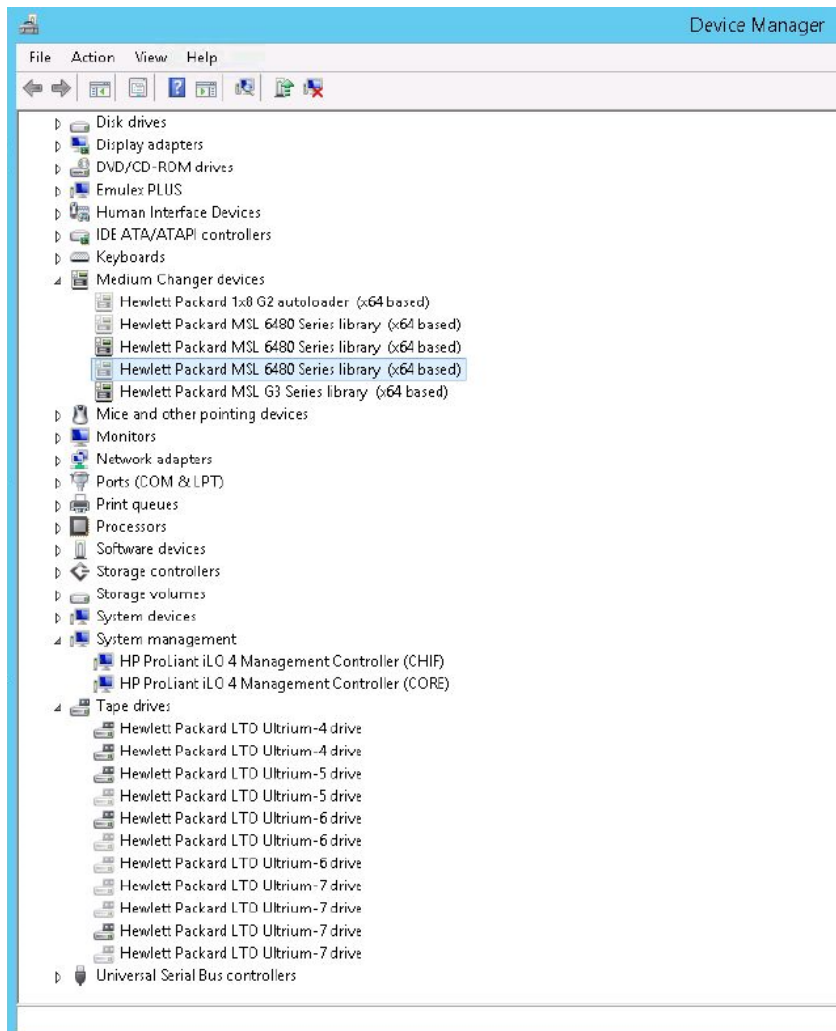 Device Manager
File Action View Help
Disk drives
Display adapters
DVD/CD-ROM drives
Emulex PLUS
Human Interface Devices
IDE ATA/ATAPI controllers
Keyboards
Medium Changer devices
Hewlett Packard 1x8 G2 autoloader (x64 based)
Hewlett Packard MSL 6480 Series library (x64 based)
Hewlett Packard MSL 6480 Series library (x64 based)
Hewlett Packard MSL 6480 Series library (x64 based)
Hewlett Packard MSL G3 Series library (x64 based)
Mice and other pointing devices
Monitors
Network adapters
Ports (COM & LPT)
Print queues
Processors
Software devices
Storage controllers
Storage volumes
System devices
System management
HP ProLiant iLO 4 Management Controller (CHIF)
HP ProLiant iLO 4 Management Controller (CORE)
Tape drives
Hewlett Packard LTO Ultrium-4 drive
Hewlett Packard LTO Ultrium-4 drive
Hewlett Packard LTO Ultrium-5 drive
Hewlett Packard LTO Ultrium-5 drive
Hewlett Packard LTO Ultrium-6 drive
Hewlett Packard LTO Ultrium-6 drive
Hewlett Packard LTO Ultrium-6 drive
Hewlett Packard LTO Ultrium-7 drive
Hewlett Packard LTO Ultrium-7 drive
Hewlett Packard LTO Ultrium-7 drive
Hewlett Packard LTO Ultrium-7 drive
Universal Serial Bus controllers